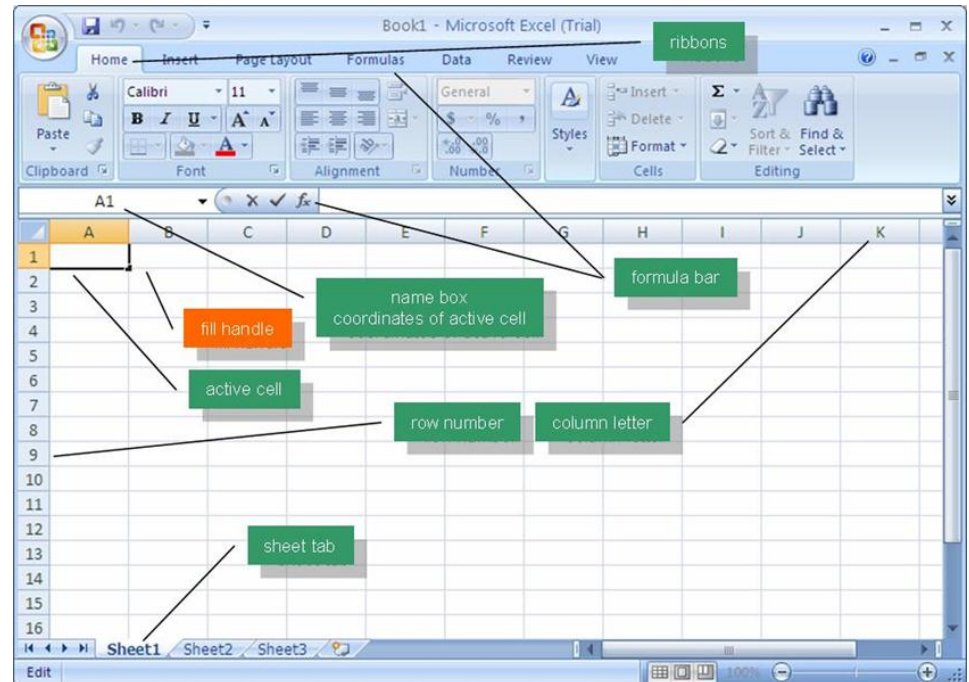 Book1 - Microsoft Excel (Trial)
ribbons
Home Insert Page Layout Formulas Data Review View
Calibri 11 General Insert Σ
B I U A A $ % , Delete Sort & Find &
Paste A Styles Format Filter Select
Clipboard Font Alignment Number Cells Editing
A1 fx
A B C D E F G H I J K
1
2 formula bar
3 name box
coordinates of active cell
4 fill handle
5
6 active cell
7
8 row number column letter
9
10
11
12
13 sheet tab
14
15
16
Sheet1 Sheet2 Sheet3
Edit 100%